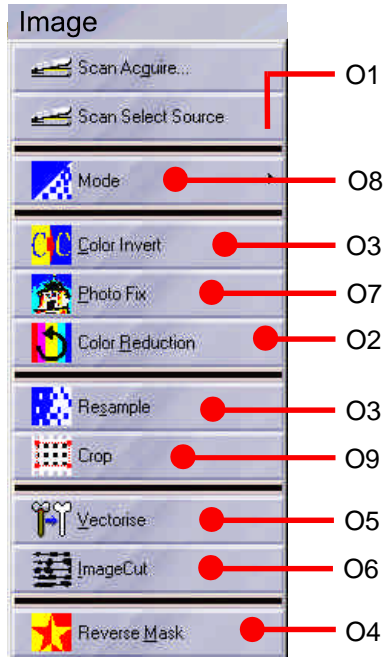 Image
Scan Acquire...
Scan Select Source O1
Mode O8
Color Invert O3
Photo Fix O7
Color Reduction O2
Resample O3
Crop O9
Vectorise O5
ImageCut O6
Reverse Mask O4